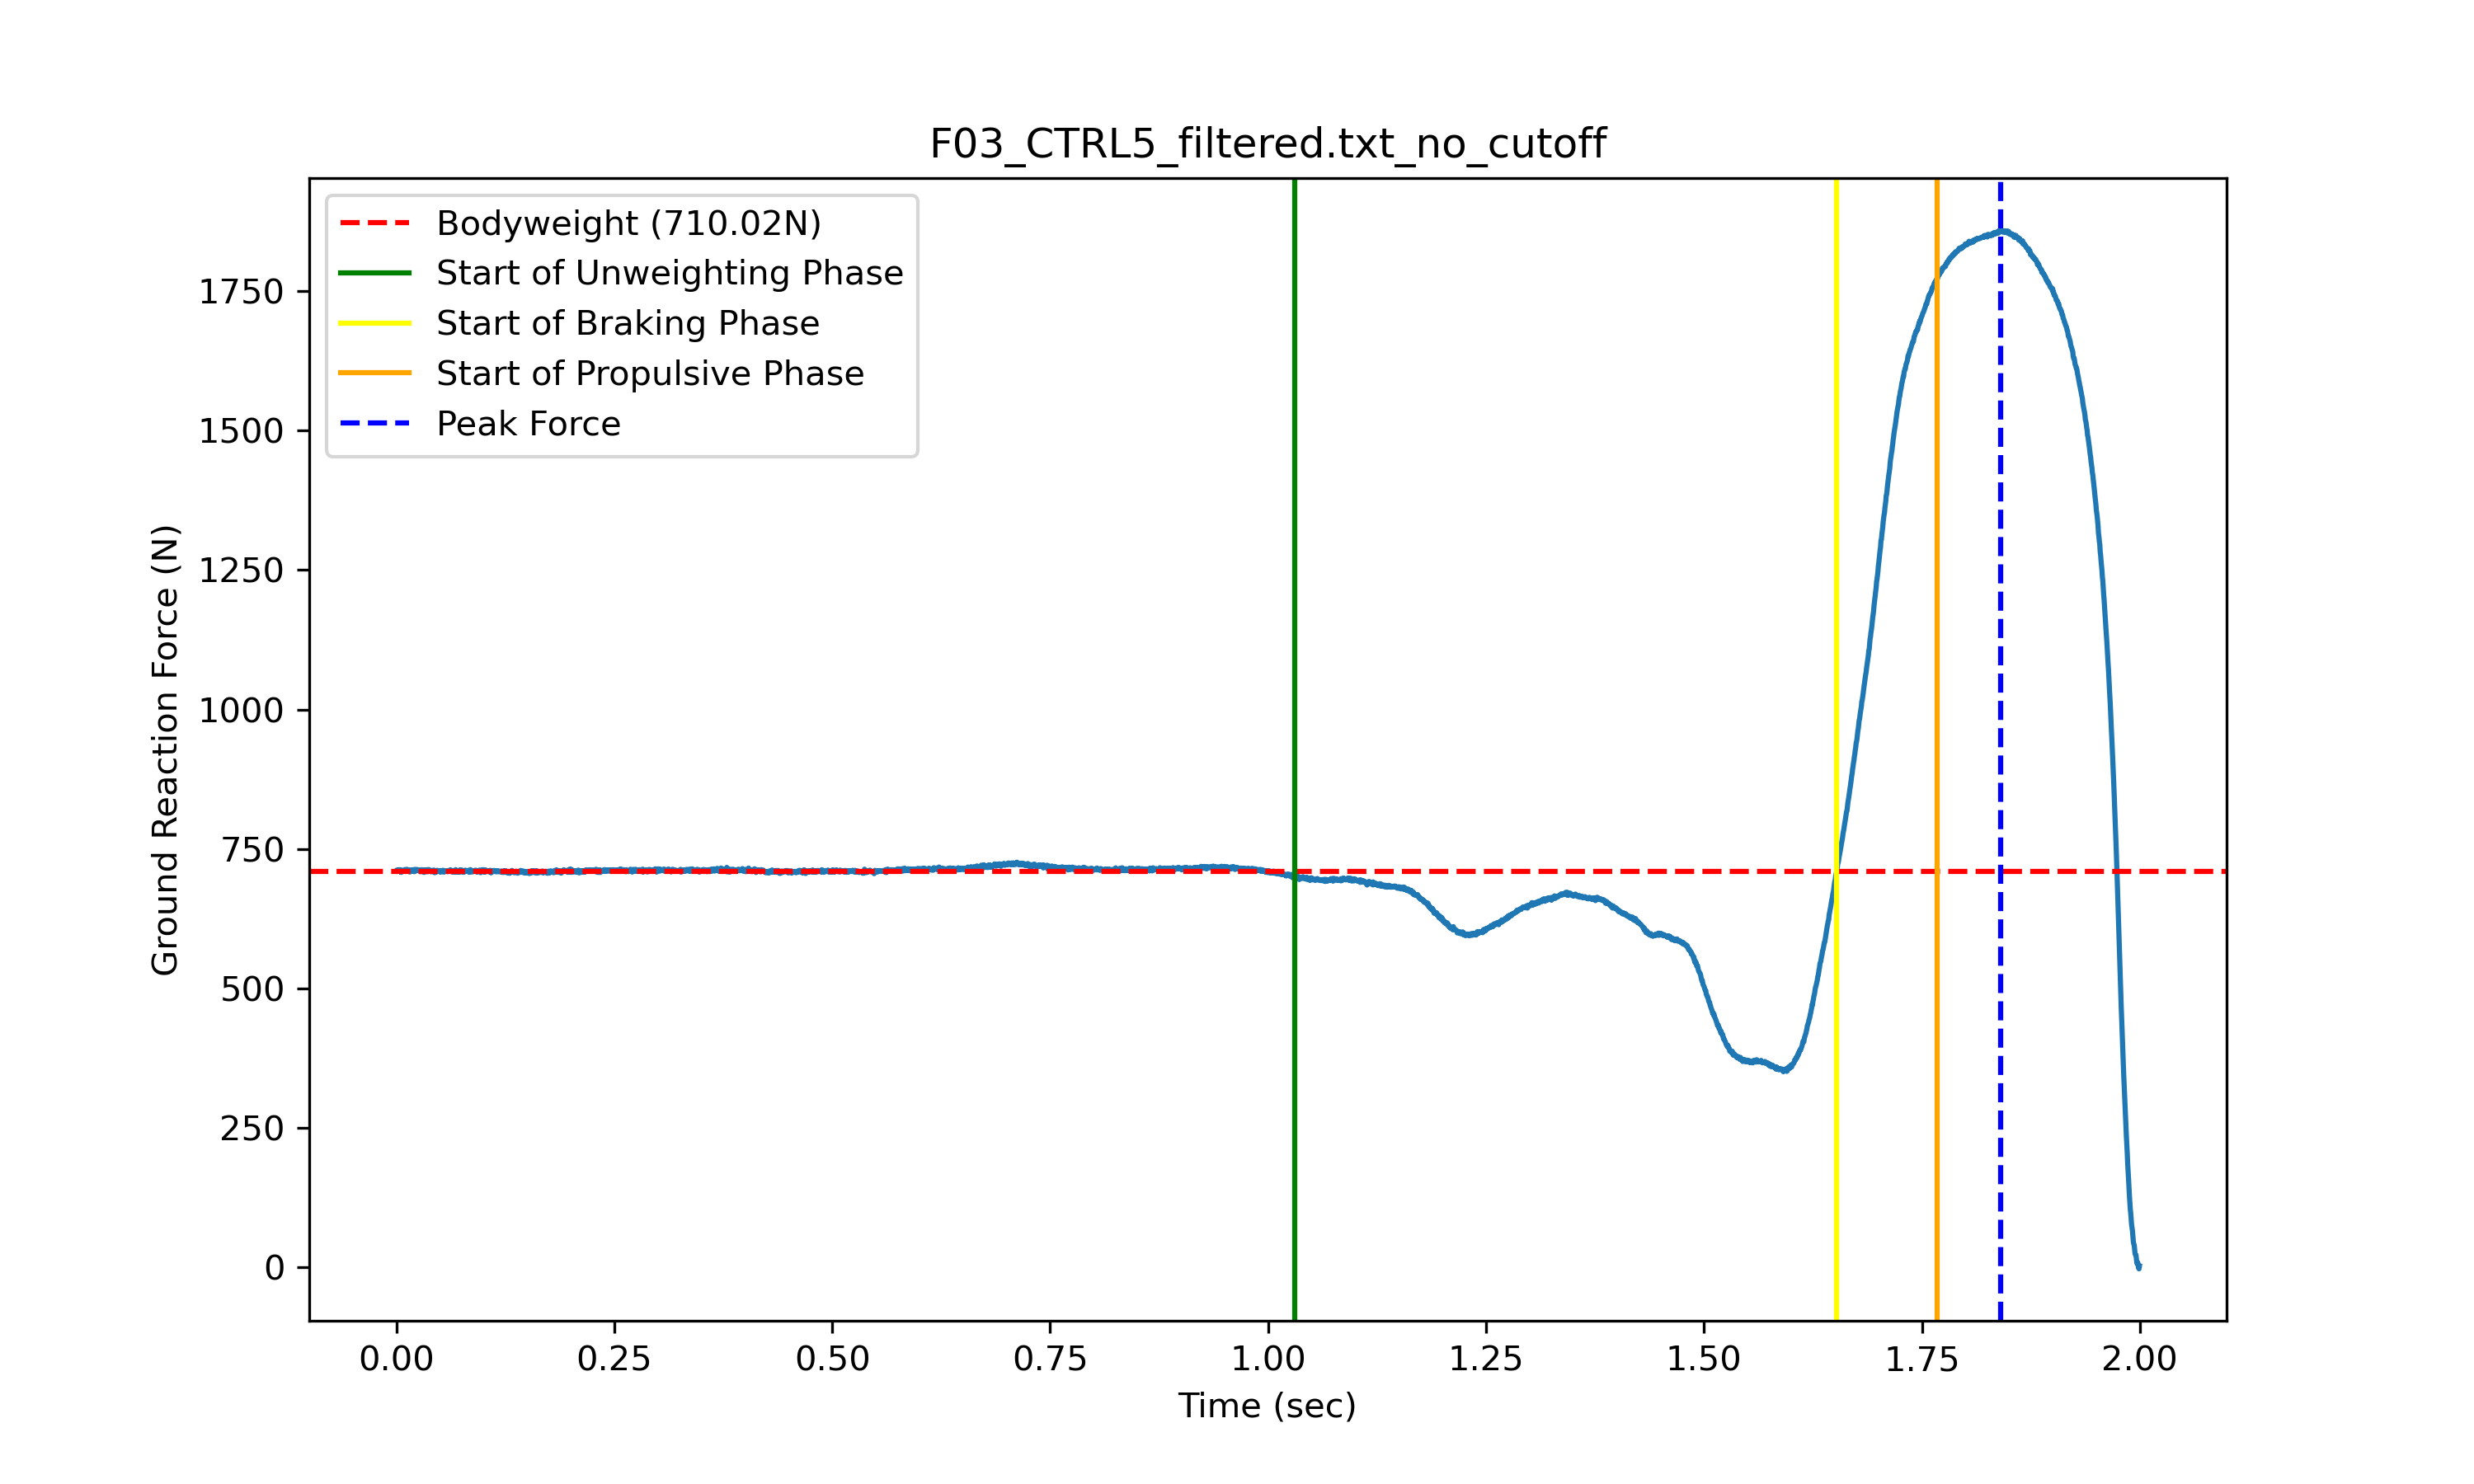 F03_CTRL5_filtered.txt_no_cutoff
Bodyweight (710.02N)
Start of Unweighting Phase
Start of Braking Phase
Start of Propulsive Phase
Peak Force
Ground Reaction Force (N)
1750
1500
1250
1000
750
500
250
0
0.00 0.25 0.50 0.75 1.00 1.25 1.50 1.75 2.00
Time (sec)